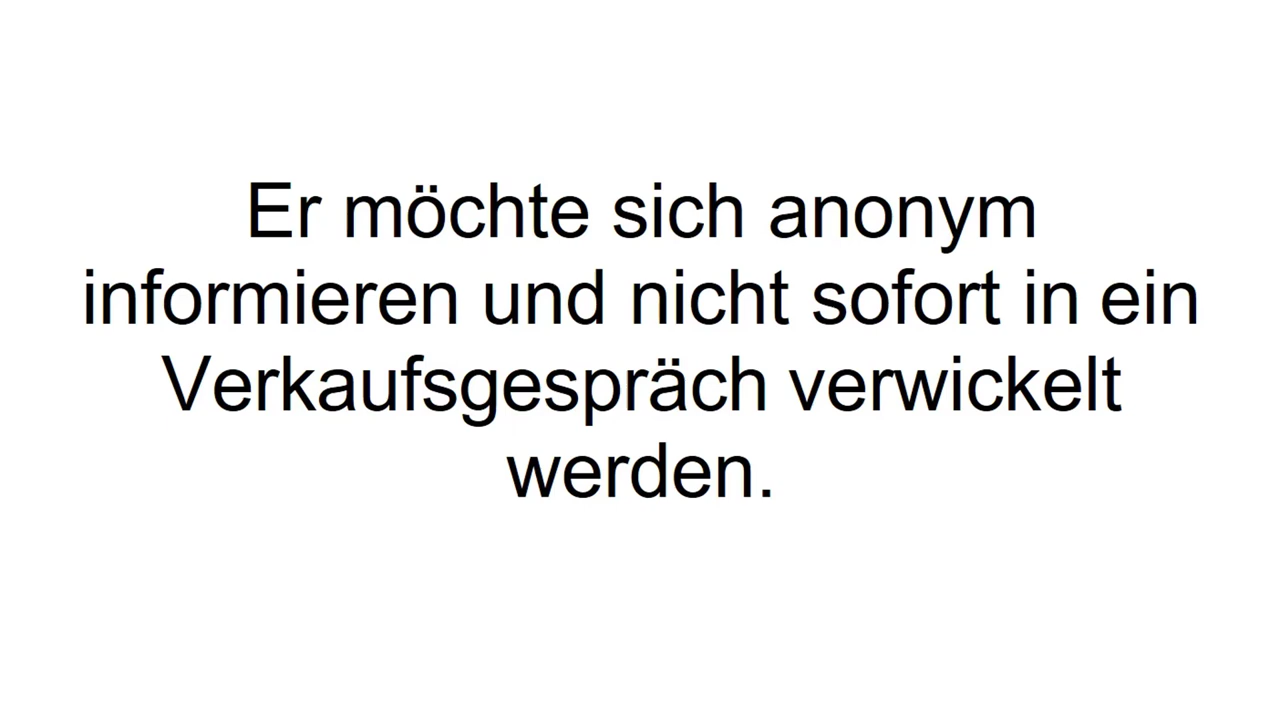 Er möchte sich anonym
informieren und nicht sofort in ein
Verkaufsgespräch verwickelt
werden.